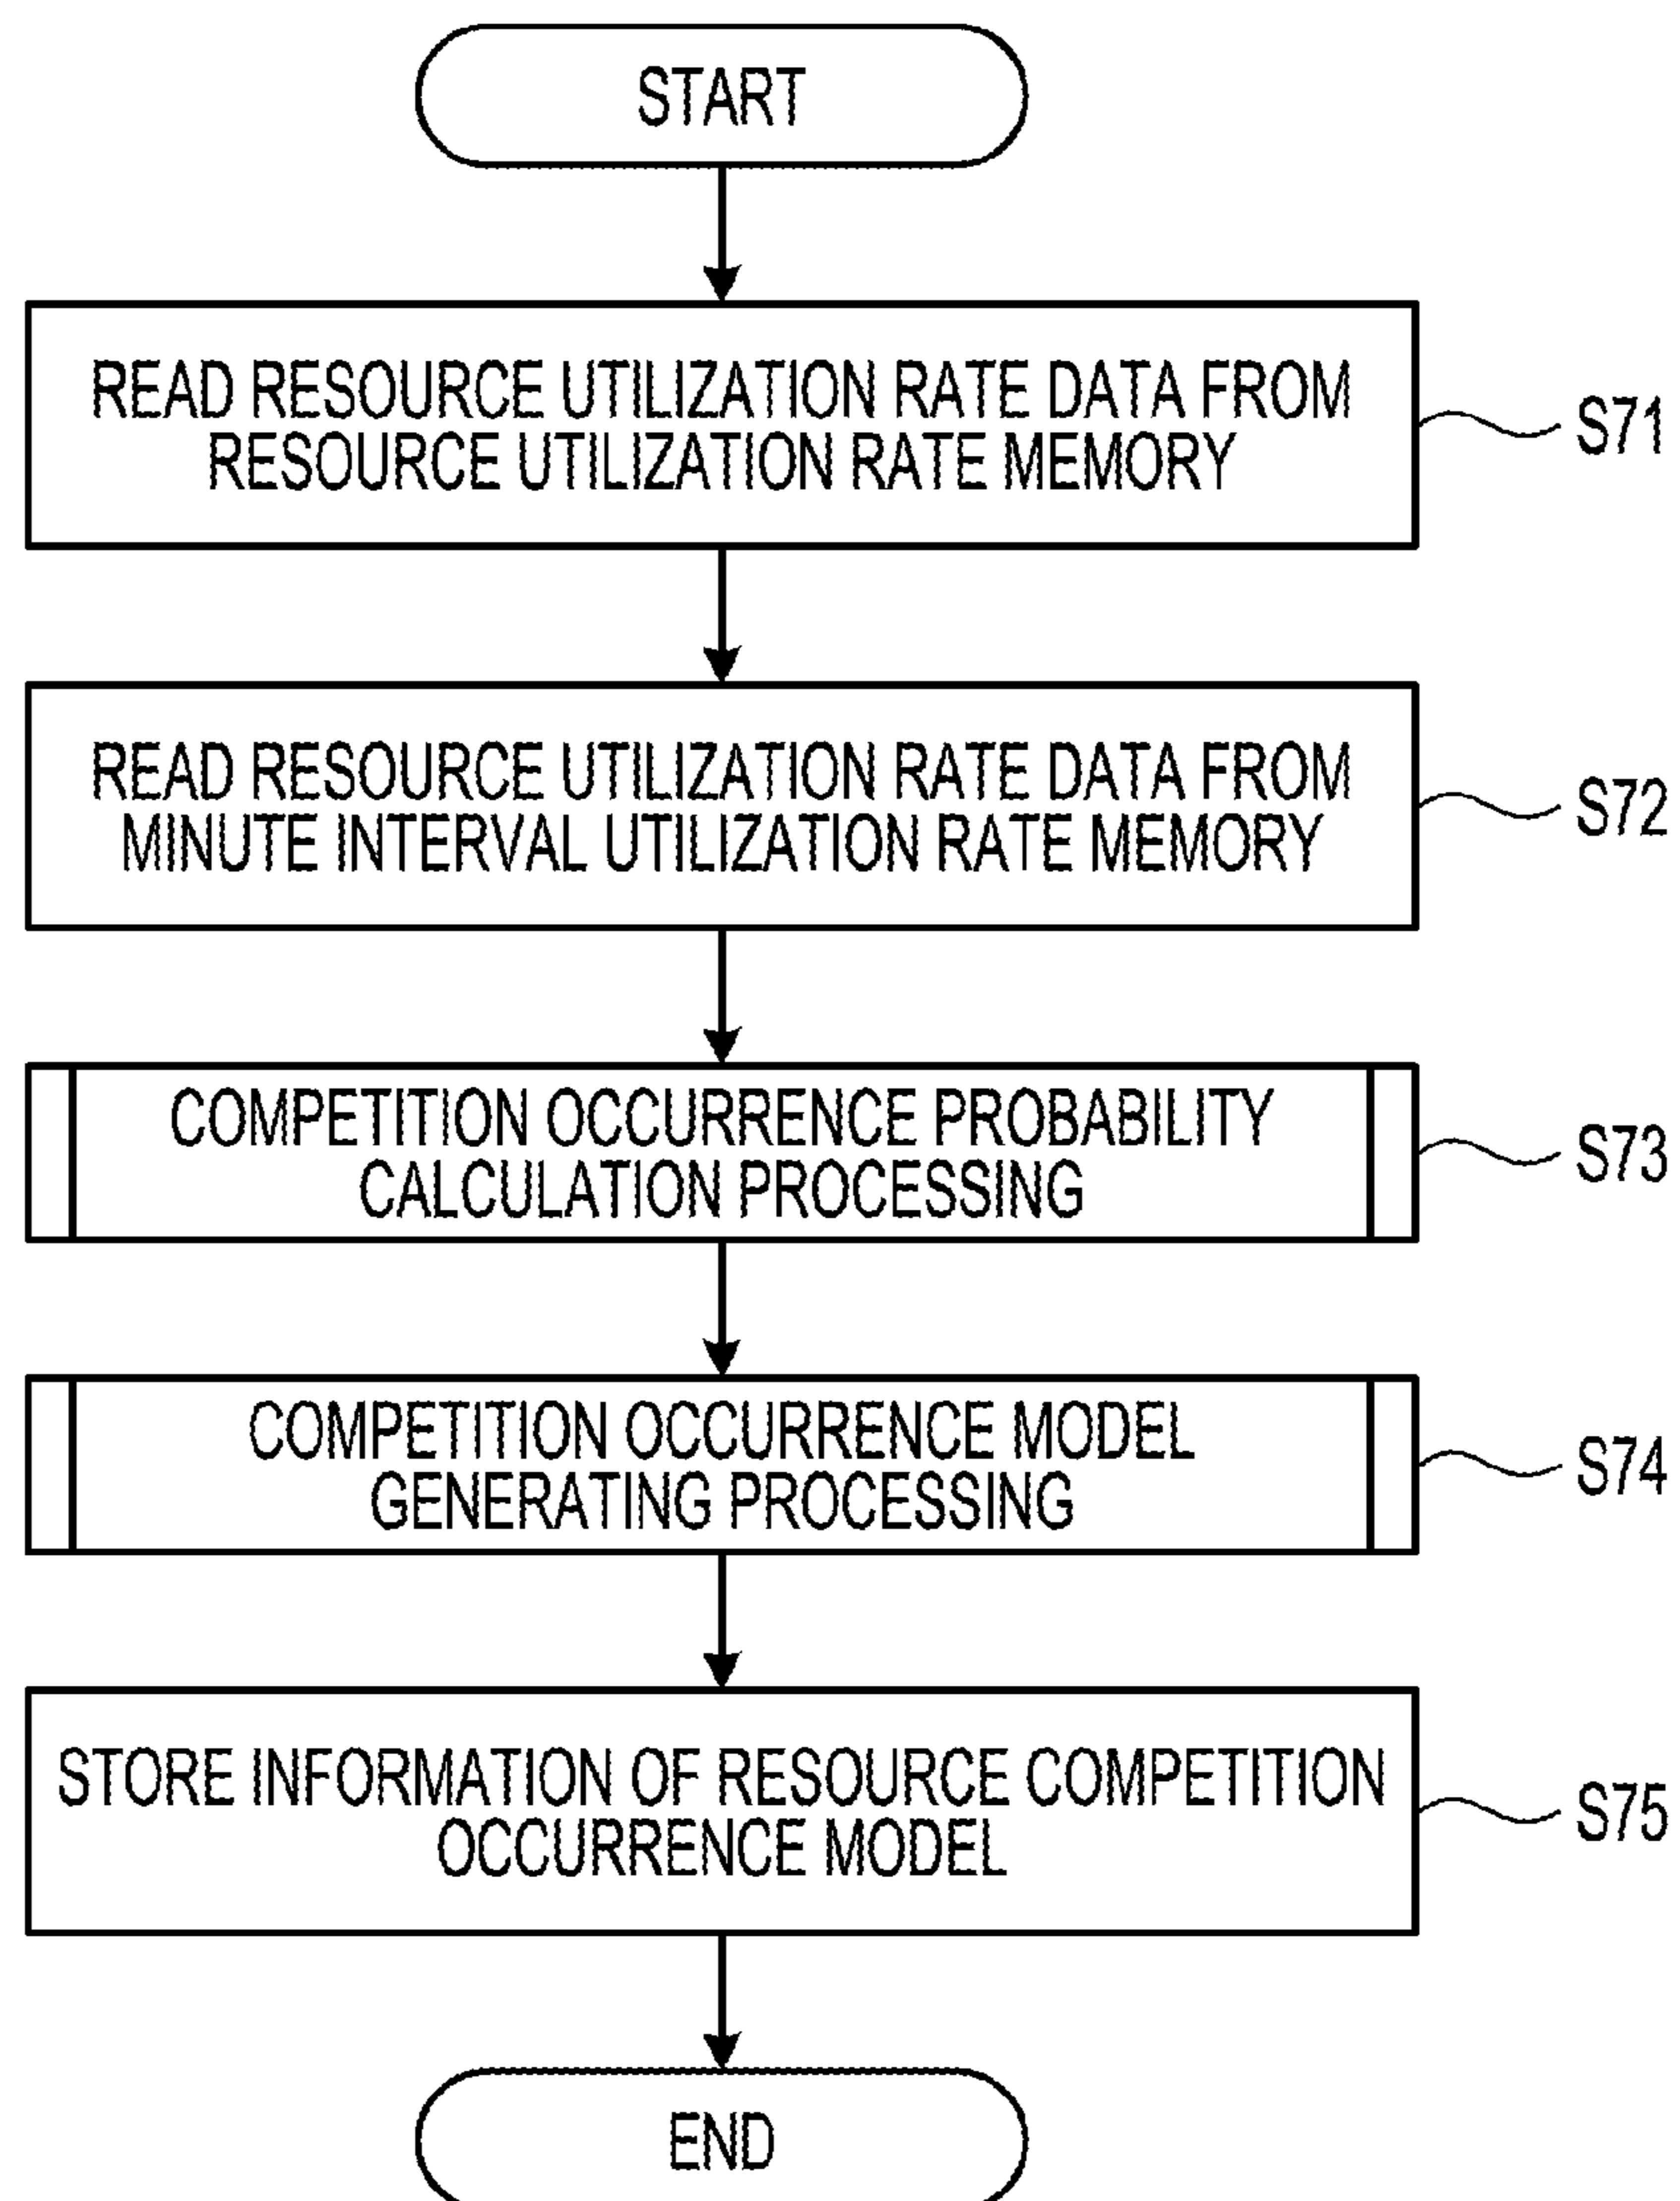 START
READ RESOURCE UTILIZATION RATE DATA FROM
RESOURCE UTILIZATION RATE MEMORY
S71
READ RESOURCE UTILIZATION RATE DATA FROM
MINUTE INTERVAL UTILIZATION RATE MEMORY
S72
COMPETITION OCCURRENCE PROBABILITY
CALCULATION PROCESSING
S73
COMPETITION OCCURRENCE MODEL
GENERATING PROCESSING
S74
STORE INFORMATION OF RESOURCE COMPETITION
OCCURRENCE MODEL
S75
END